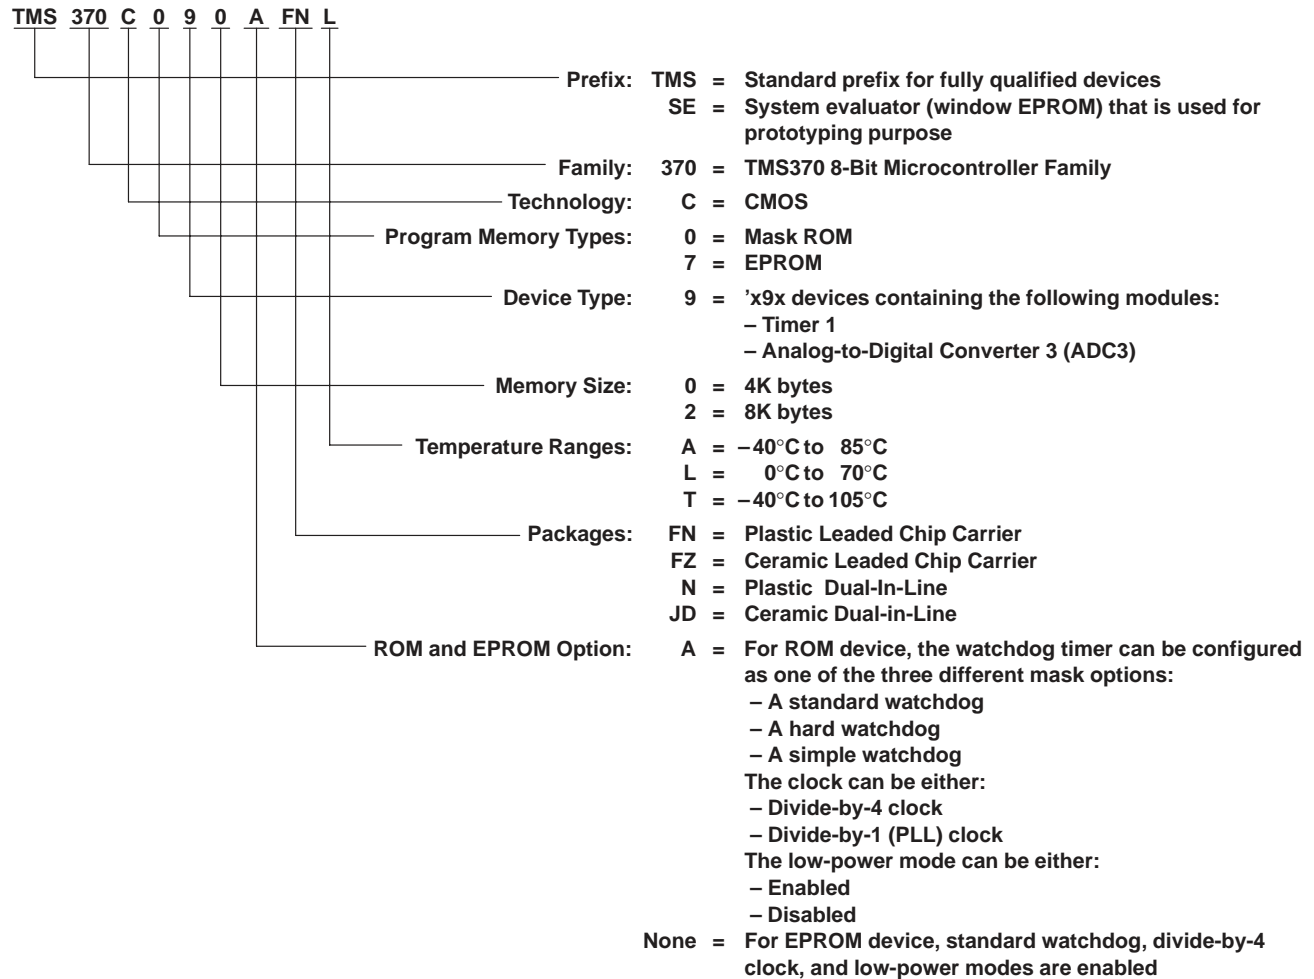 TMS 370 C 0 9 0 A FN L
Prefix: TMS = Standard prefix for fully qualified devices
SE = System evaluator (window EPROM) that is used for
prototyping purpose
Family: 370 = TMS370 8-Bit Microcontroller Family
Technology: C = CMOS
Program Memory Types: 0 = Mask ROM
7 = EPROM
Device Type: 9 = ’x9x devices containing the following modules:
– Timer 1
– Analog-to-Digital Converter 3 (ADC3)
Memory Size: 0 = 4K bytes
2 = 8K bytes
Temperature Ranges: A = –40°C to 85°C
L = 0°C to 70°C
T = –40°C to 105°C
Packages: FN = Plastic Leaded Chip Carrier
FZ = Ceramic Leaded Chip Carrier
N = Plastic Dual-In-Line
JD = Ceramic Dual-in-Line
ROM and EPROM Option: A = For ROM device, the watchdog timer can be configured
as one of the three different mask options:
– A standard watchdog
– A hard watchdog
– A simple watchdog
The clock can be either:
– Divide-by-4 clock
– Divide-by-1 (PLL) clock
The low-power mode can be either:
– Enabled
– Disabled
None = For EPROM device, standard watchdog, divide-by-4
clock, and low-power modes are enabled